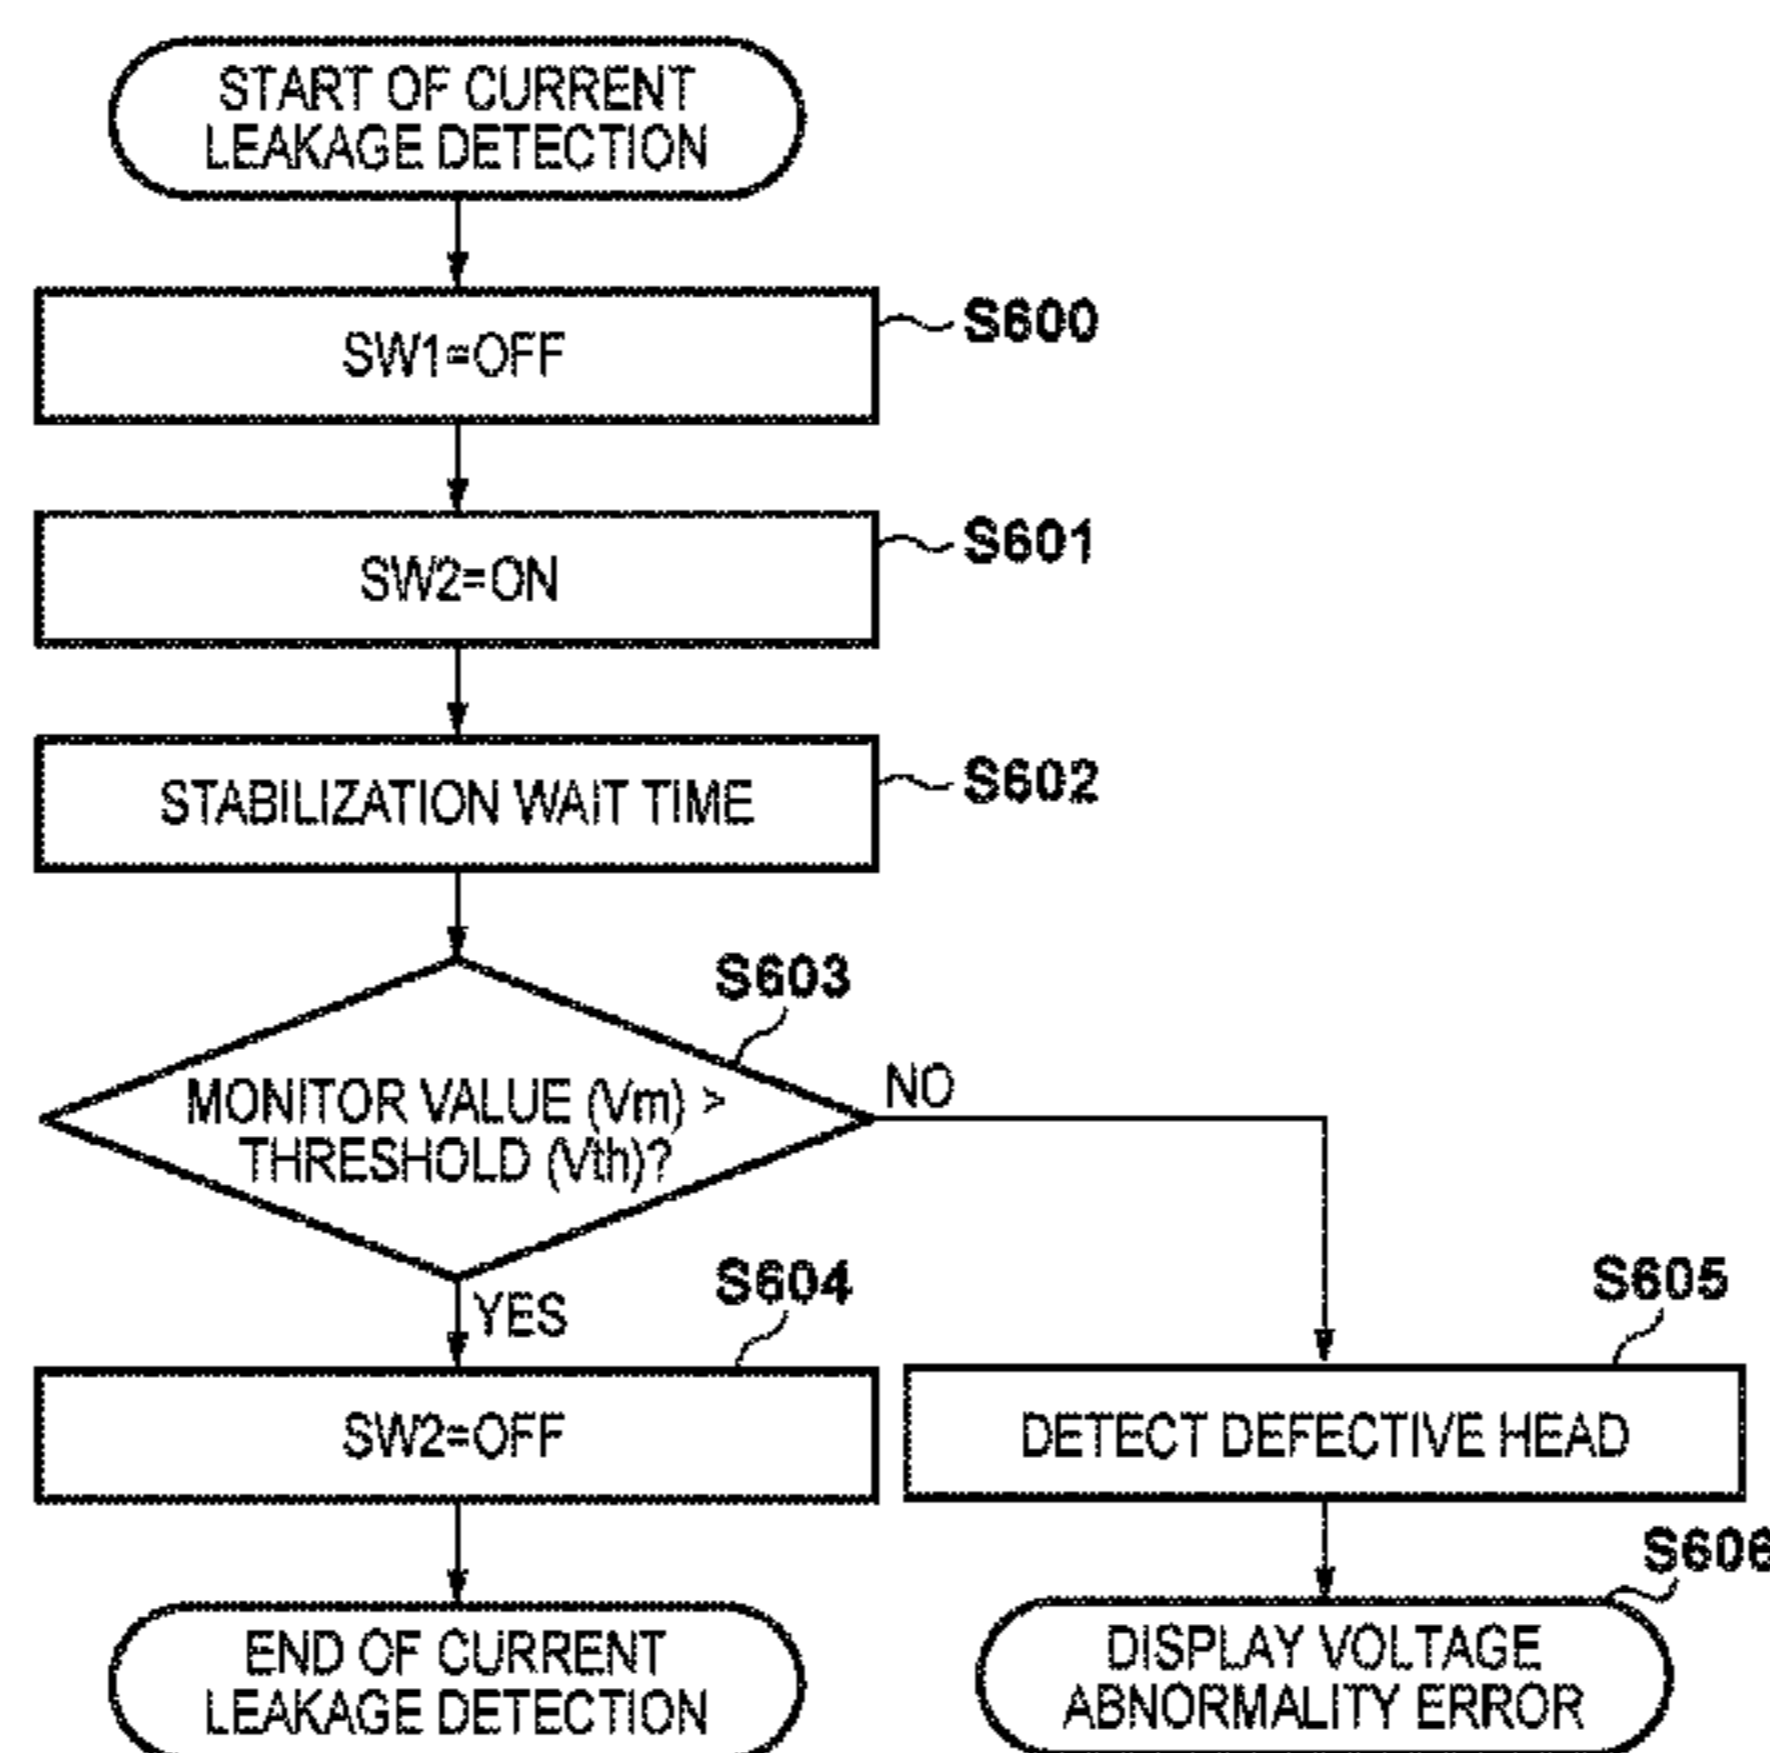 START OF CURRENT
LEAKAGE DETECTION
SW1=OFF
S600
SW2=ON
S601
STABILIZATION WAIT TIME
S602
S603
MONITOR VALUE (Vm) >
THRESHOLD (Vth)?
NO
YES
S604
SW2=OFF
S605
DETECT DEFECTIVE HEAD
END OF CURRENT
LEAKAGE DETECTION
S606
DISPLAY VOLTAGE
ABNORMALITY ERROR